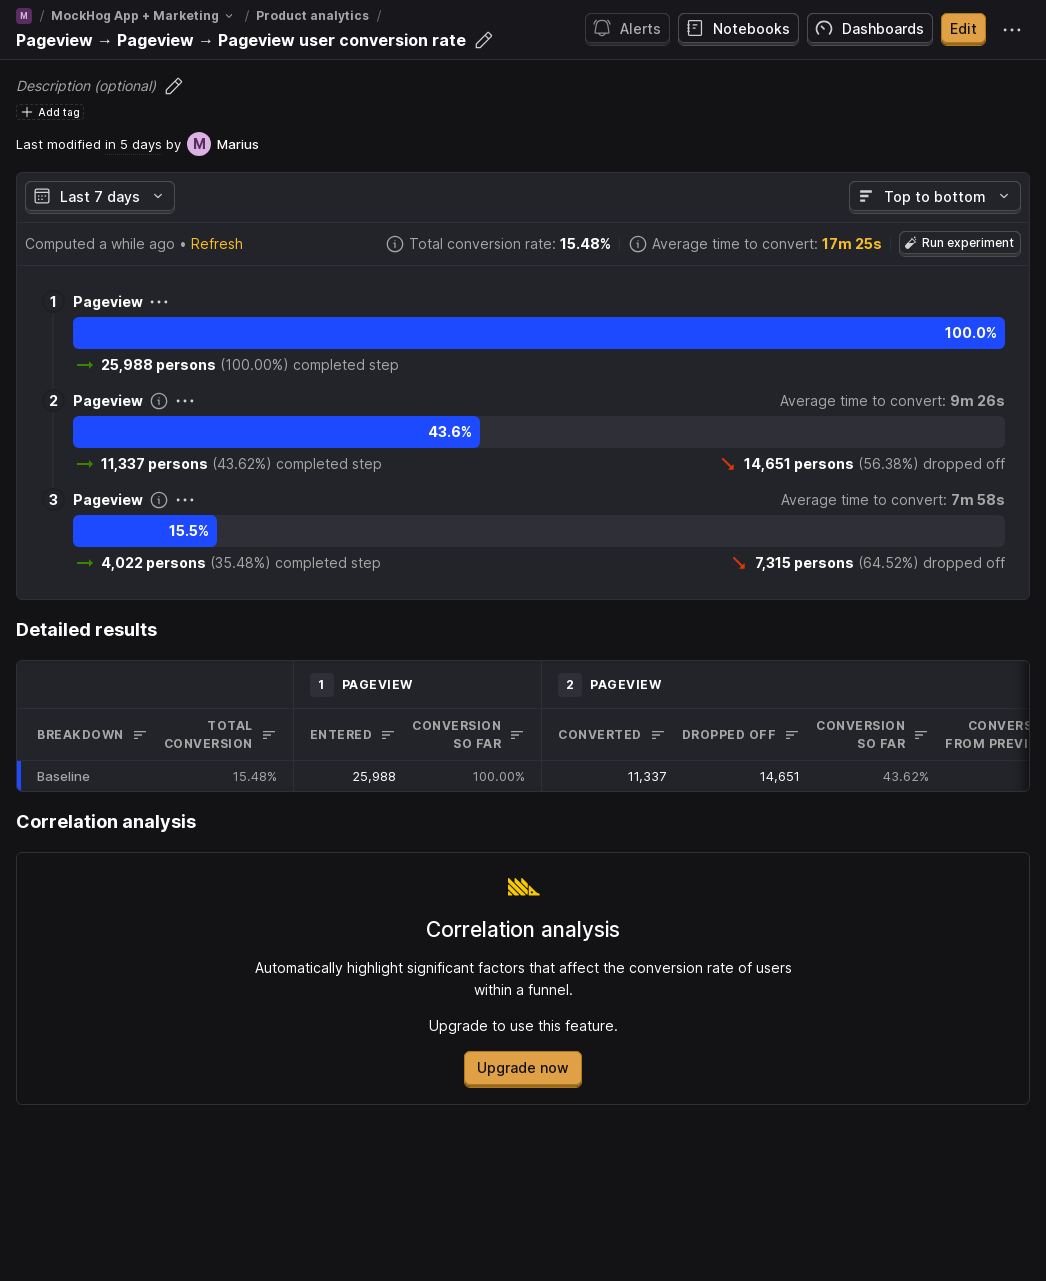 M / MockHog App + Marketing / Product analytics /
Pageview → Pageview → Pageview user conversion rate
Alerts Notebooks Dashboards Edit
Description (optional)
Add tag
Last modified in 5 days by M Marius
Last 7 days Top to bottom
Computed a while ago • Refresh Total conversion rate: 15.48% Average time to convert: 17m 25s Run experiment
1 Pageview
100.0%
25,988 persons (100.00%) completed step
2 Pageview Average time to convert: 9m 26s
43.6%
11,337 persons (43.62%) completed step 14,651 persons (56.38%) dropped off
3 Pageview Average time to convert: 7m 58s
15.5%
4,022 persons (35.48%) completed step 7,315 persons (64.52%) dropped off
Detailed results
1 PAGEVIEW 2 PAGEVIEW
BREAKDOWN TOTAL CONVERSION ENTERED CONVERSION SO FAR CONVERTED DROPPED OFF CONVERSION SO FAR CONVERS FROM PREVI
Baseline 15.48% 25,988 100.00% 11,337 14,651 43.62%
Correlation analysis
Correlation analysis
Automatically highlight significant factors that affect the conversion rate of users
within a funnel.
Upgrade to use this feature.
Upgrade now